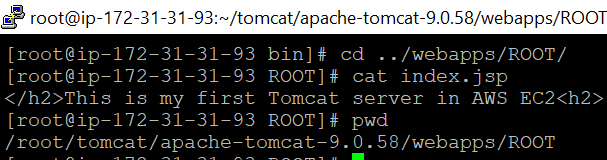 root@ip-172-31-31-93:~/tomcat/apache-tomcat-9.0.58/webapps/ROOT
[root@ip-172-31-31-93 bin]# cd ../webapps/ROOT/
[root@ip-172-31-31-93 ROOT]# cat index.jsp
</h2>This is my first Tomcat server in AWS EC2<h2>
[root@ip-172-31-31-93 ROOT]# pwd
/root/tomcat/apache-tomcat-9.0.58/webapps/ROOT